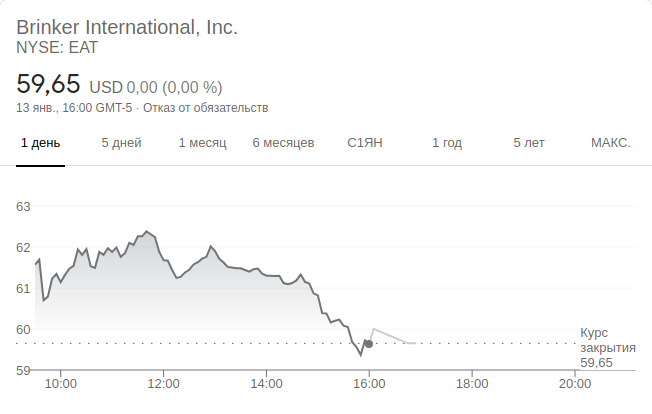 Brinker International, Inc.
NYSE: EAT
59,65 USD 0,00 (0,00 %)
13 янв., 16:00 GMT-5 · Отказ от обязательств
1 день 5 дней 1 месяц 6 месяцев С1ЯН 1 год 5 лет МАКС.
63
62
61
60
Курс
закрытия
59,65
59
10:00 12:00 14:00 16:00 18:00 20:00